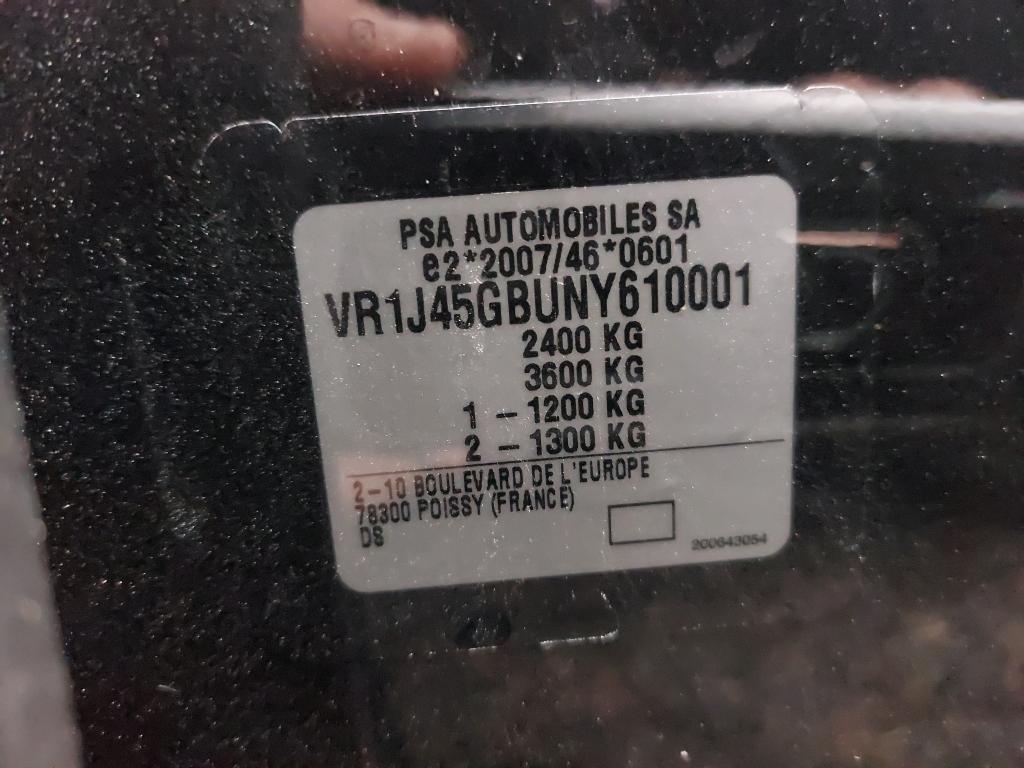 PSA AUTOMOBILES SA
e2*2007/46*0601
VR1J45GBUNY610001
2400 KG
3600 KG
1 - 1200 KG
2 - 1300 KG
2-10 BOULEVARD DE L'EUROPE
78300 POISSY (FRANCE)
DS
200643054